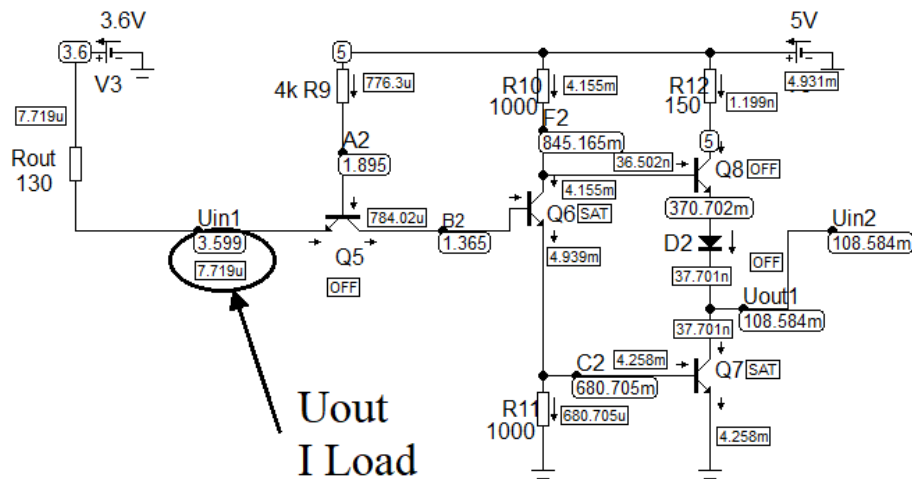 3.6V
5V
3.6
+ -
V3
5
+ -
4.931m
4k R9
776.3u
R10
1000
4.155m
R12
150
1.199n
7.719u
F2
845.165m
A2
1.895
36.502n
5
Q8
OFF
Rout
130
4.155m
Q6
SAT
370.702m
Uin1
3.599
7.719u
784.02u
B2
1.365
Q5
OFF
4.939m
D2
OFF
37.701n
Uin2
108.584m
Uout1
108.584m
37.701n
C2
680.705m
4.258m
Q7
SAT
R11
1000
680.705u
4.258m
Uout
I Load